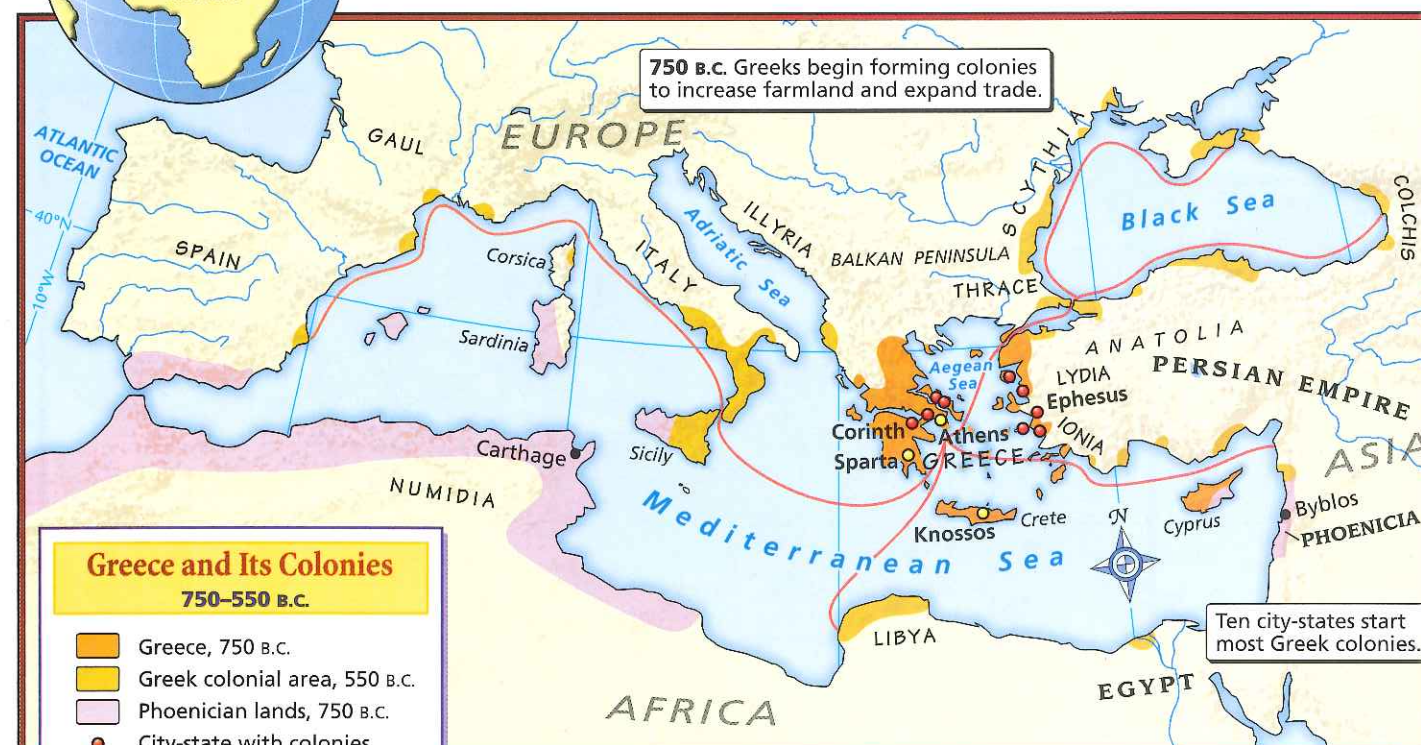 750 B.C. Greeks begin forming colonies
to increase farmland and expand trade.
ATLANTIC
OCEAN
GAUL
EUROPE
SCYTHIA
COLCHIS
Black Sea
40°N
10°W
SPAIN
Corsica
ITALY
Adriatic Sea
ILLYRIA
BALKAN PENINSULA
THRACE
Sardinia
Aegean
Sea
ANATOLIA
PERSIAN EMPIRE
LYDIA
Ephesus
IONIA
ASIA
Corinth
Athens
Sparta
GREECE
Carthage
Sicily
NUMIDIA
Mediterranean Sea
Knossos
Crete
N
Cyprus
Byblos
PHOENICIA
LIBYA
EGYPT
Ten city-states start
most Greek colonies.
AFRICA
Greece and Its Colonies
750–550 B.C.
Greece, 750 B.C.
Greek colonial area, 550 B.C.
Phoenician lands, 750 B.C.
City-state with colonies